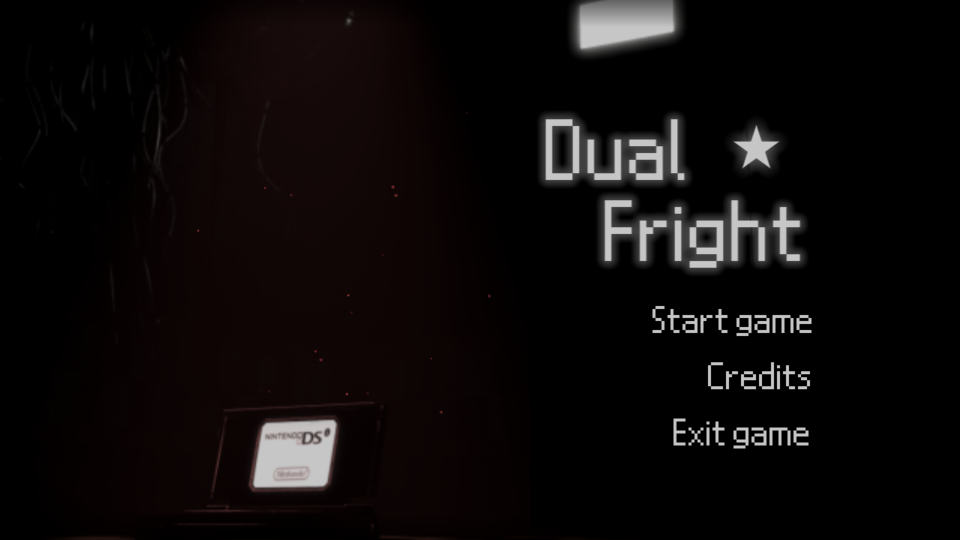 Dual ★
Fright
Start game
Credits
Exit game
NINTENDO DS i
Nintendo